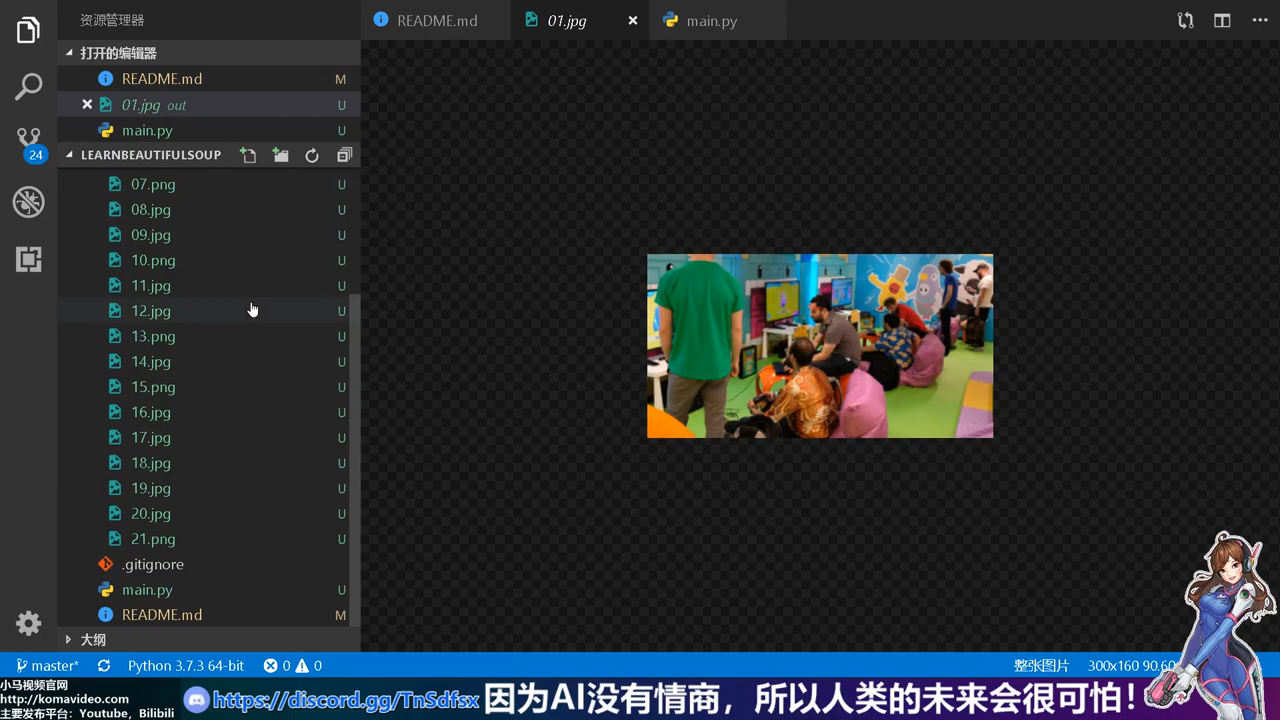 资源管理器
README.md
01.jpg
main.py
打开的编辑器
README.md M
01.jpg out U
main.py U
LEARNBEAUTIFULSOUP
07.png U
08.jpg U
09.jpg U
10.png U
11.jpg U
12.jpg U
13.png U
14.jpg U
15.png U
16.jpg U
17.jpg U
18.jpg U
19.jpg U
20.jpg U
21.png U
.gitignore
main.py U
README.md M
大纲
24
master*
Python 3.7.3 64-bit
0
0
整张图片
300x160 90.60
小马视频官网
http://komavideo.com
主要发布平台：Youtube，Bilibili
https://discord.gg/TnSdfsx
因为AI没有情商，所以人类的未来会很可怕！